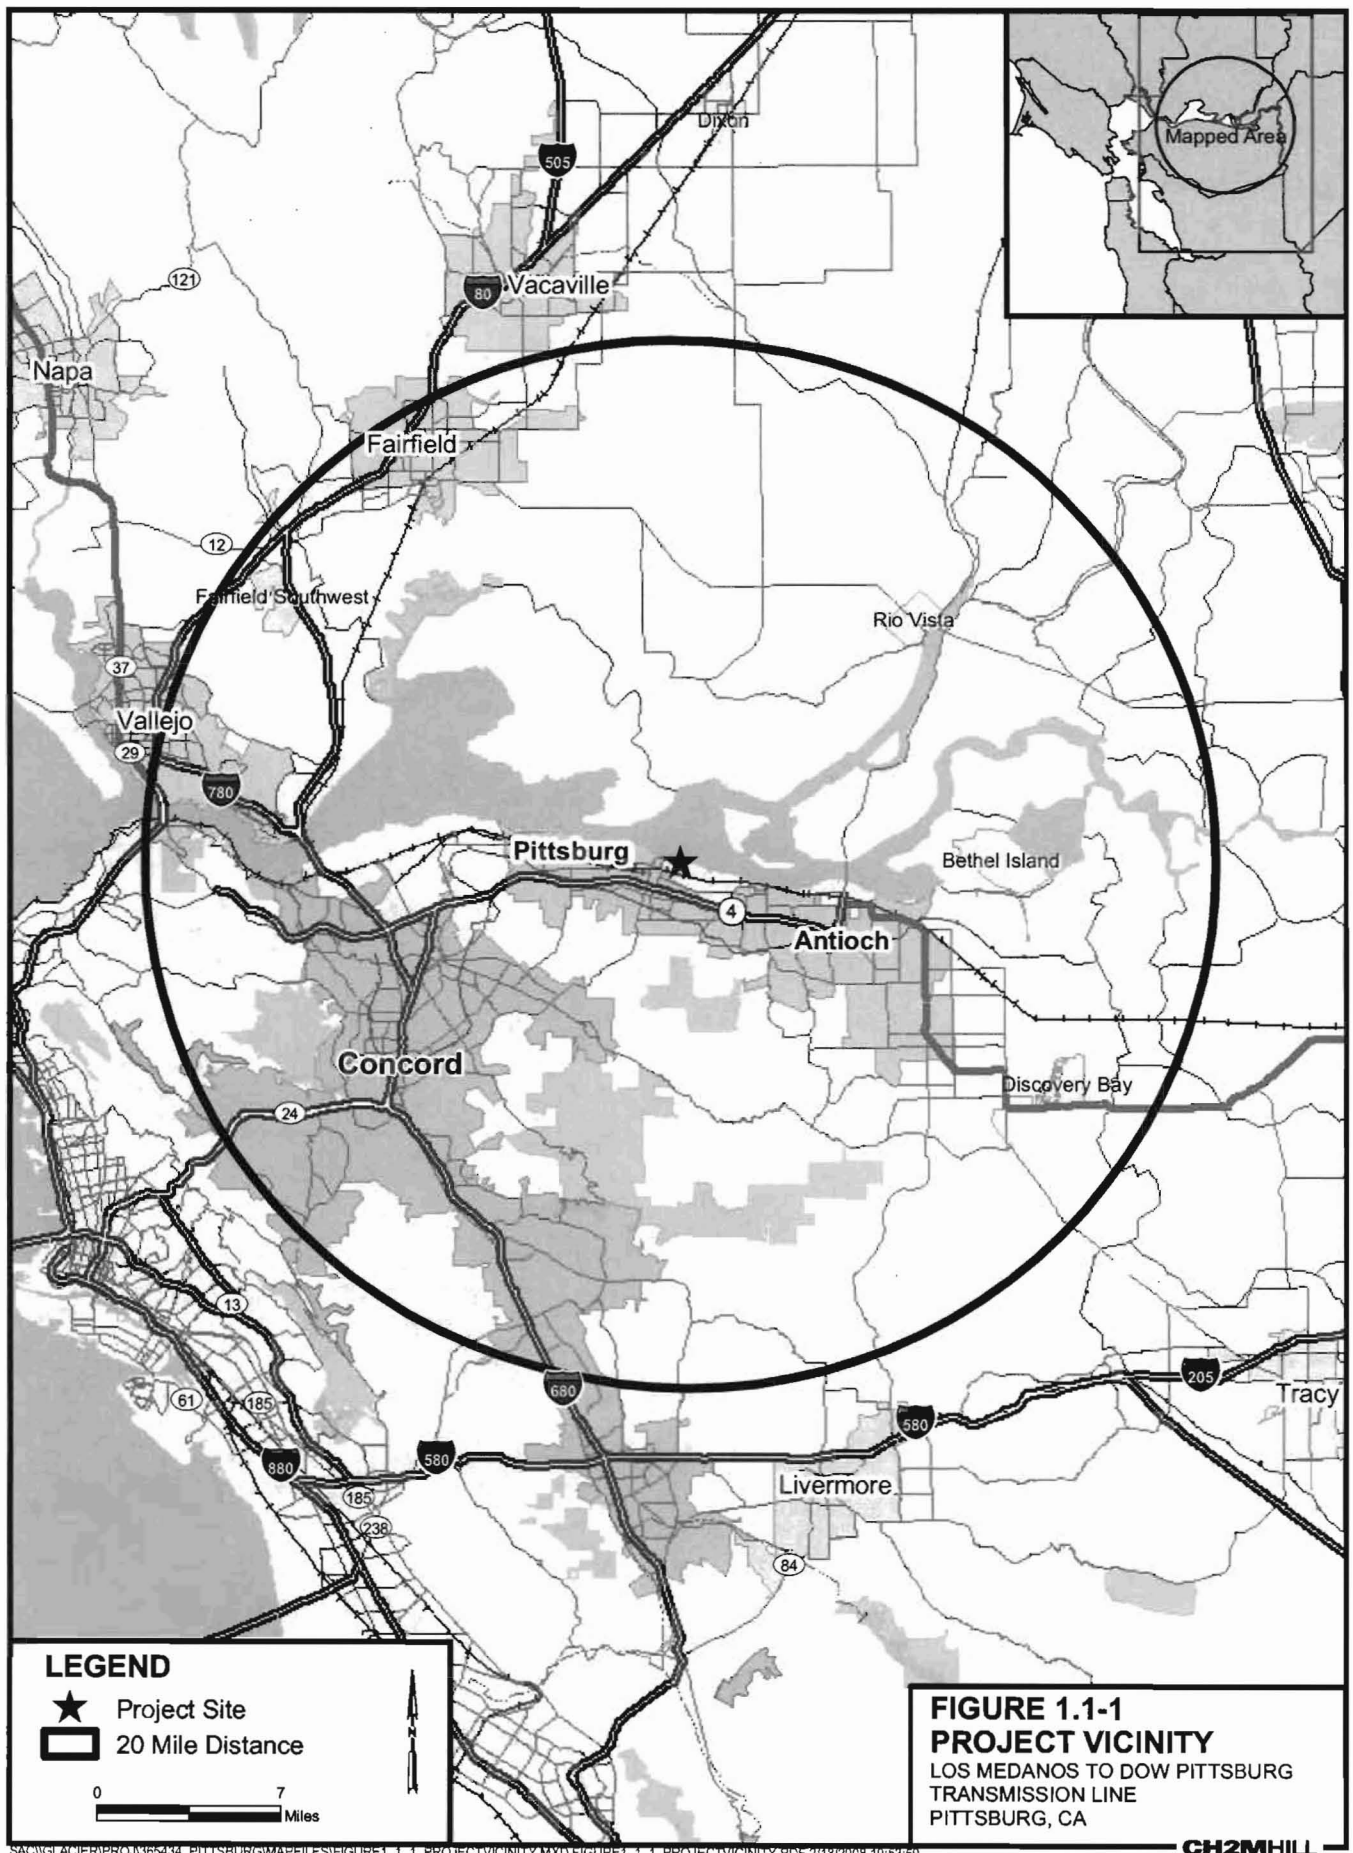 Dixon
505
Mapped Area
121
80
Vacaville
Napa
Fairfield
12
Fairfield Southwest
Rio Vista
37
Vallejo
29
780
Pittsburg
Bethel Island
4
Antioch
Concord
Discovery Bay
24
13
680
205
61
185
Tracy
580
580
880
Livermore
185
238
84
LEGEND
Project Site
20 Mile Distance
N
0 7
Miles
FIGURE 1.1-1
PROJECT VICINITY
LOS MEDANOS TO DOW PITTSBURG
TRANSMISSION LINE
PITTSBURG, CA
CH2MHILL